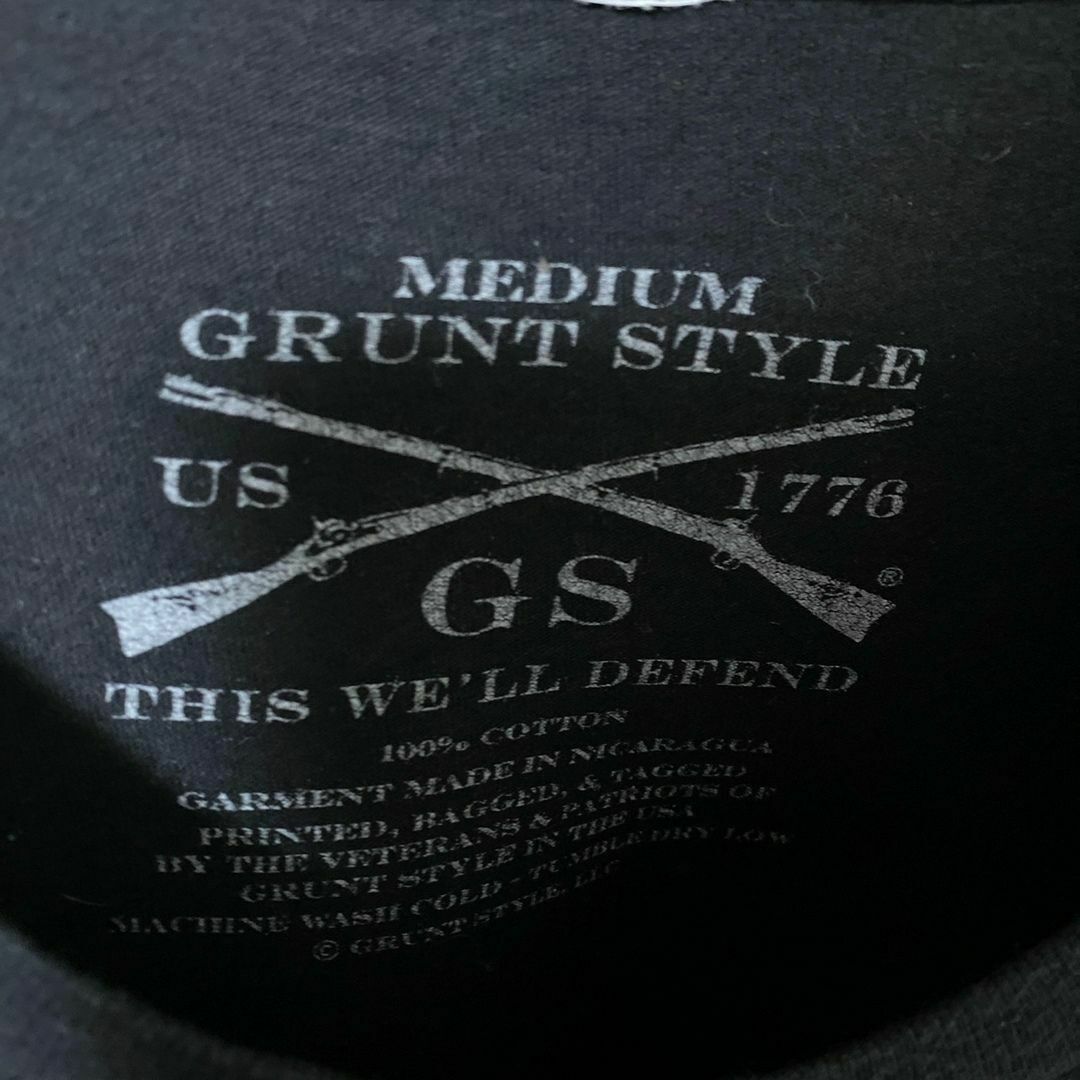 MEDIUM
GRUNT STYLE
US 1776
GS ®
THIS WE'LL DEFEND
100% COTTON
GARMENT MADE IN NICARAGUA
PRINTED, BAGGED, & TAGGED
BY THE VETERANS & PATRIOTS OF
GRUNT STYLE IN THE USA
MACHINE WASH COLD - TUMBLE DRY LOW
© GRUNT STYLE, LLC